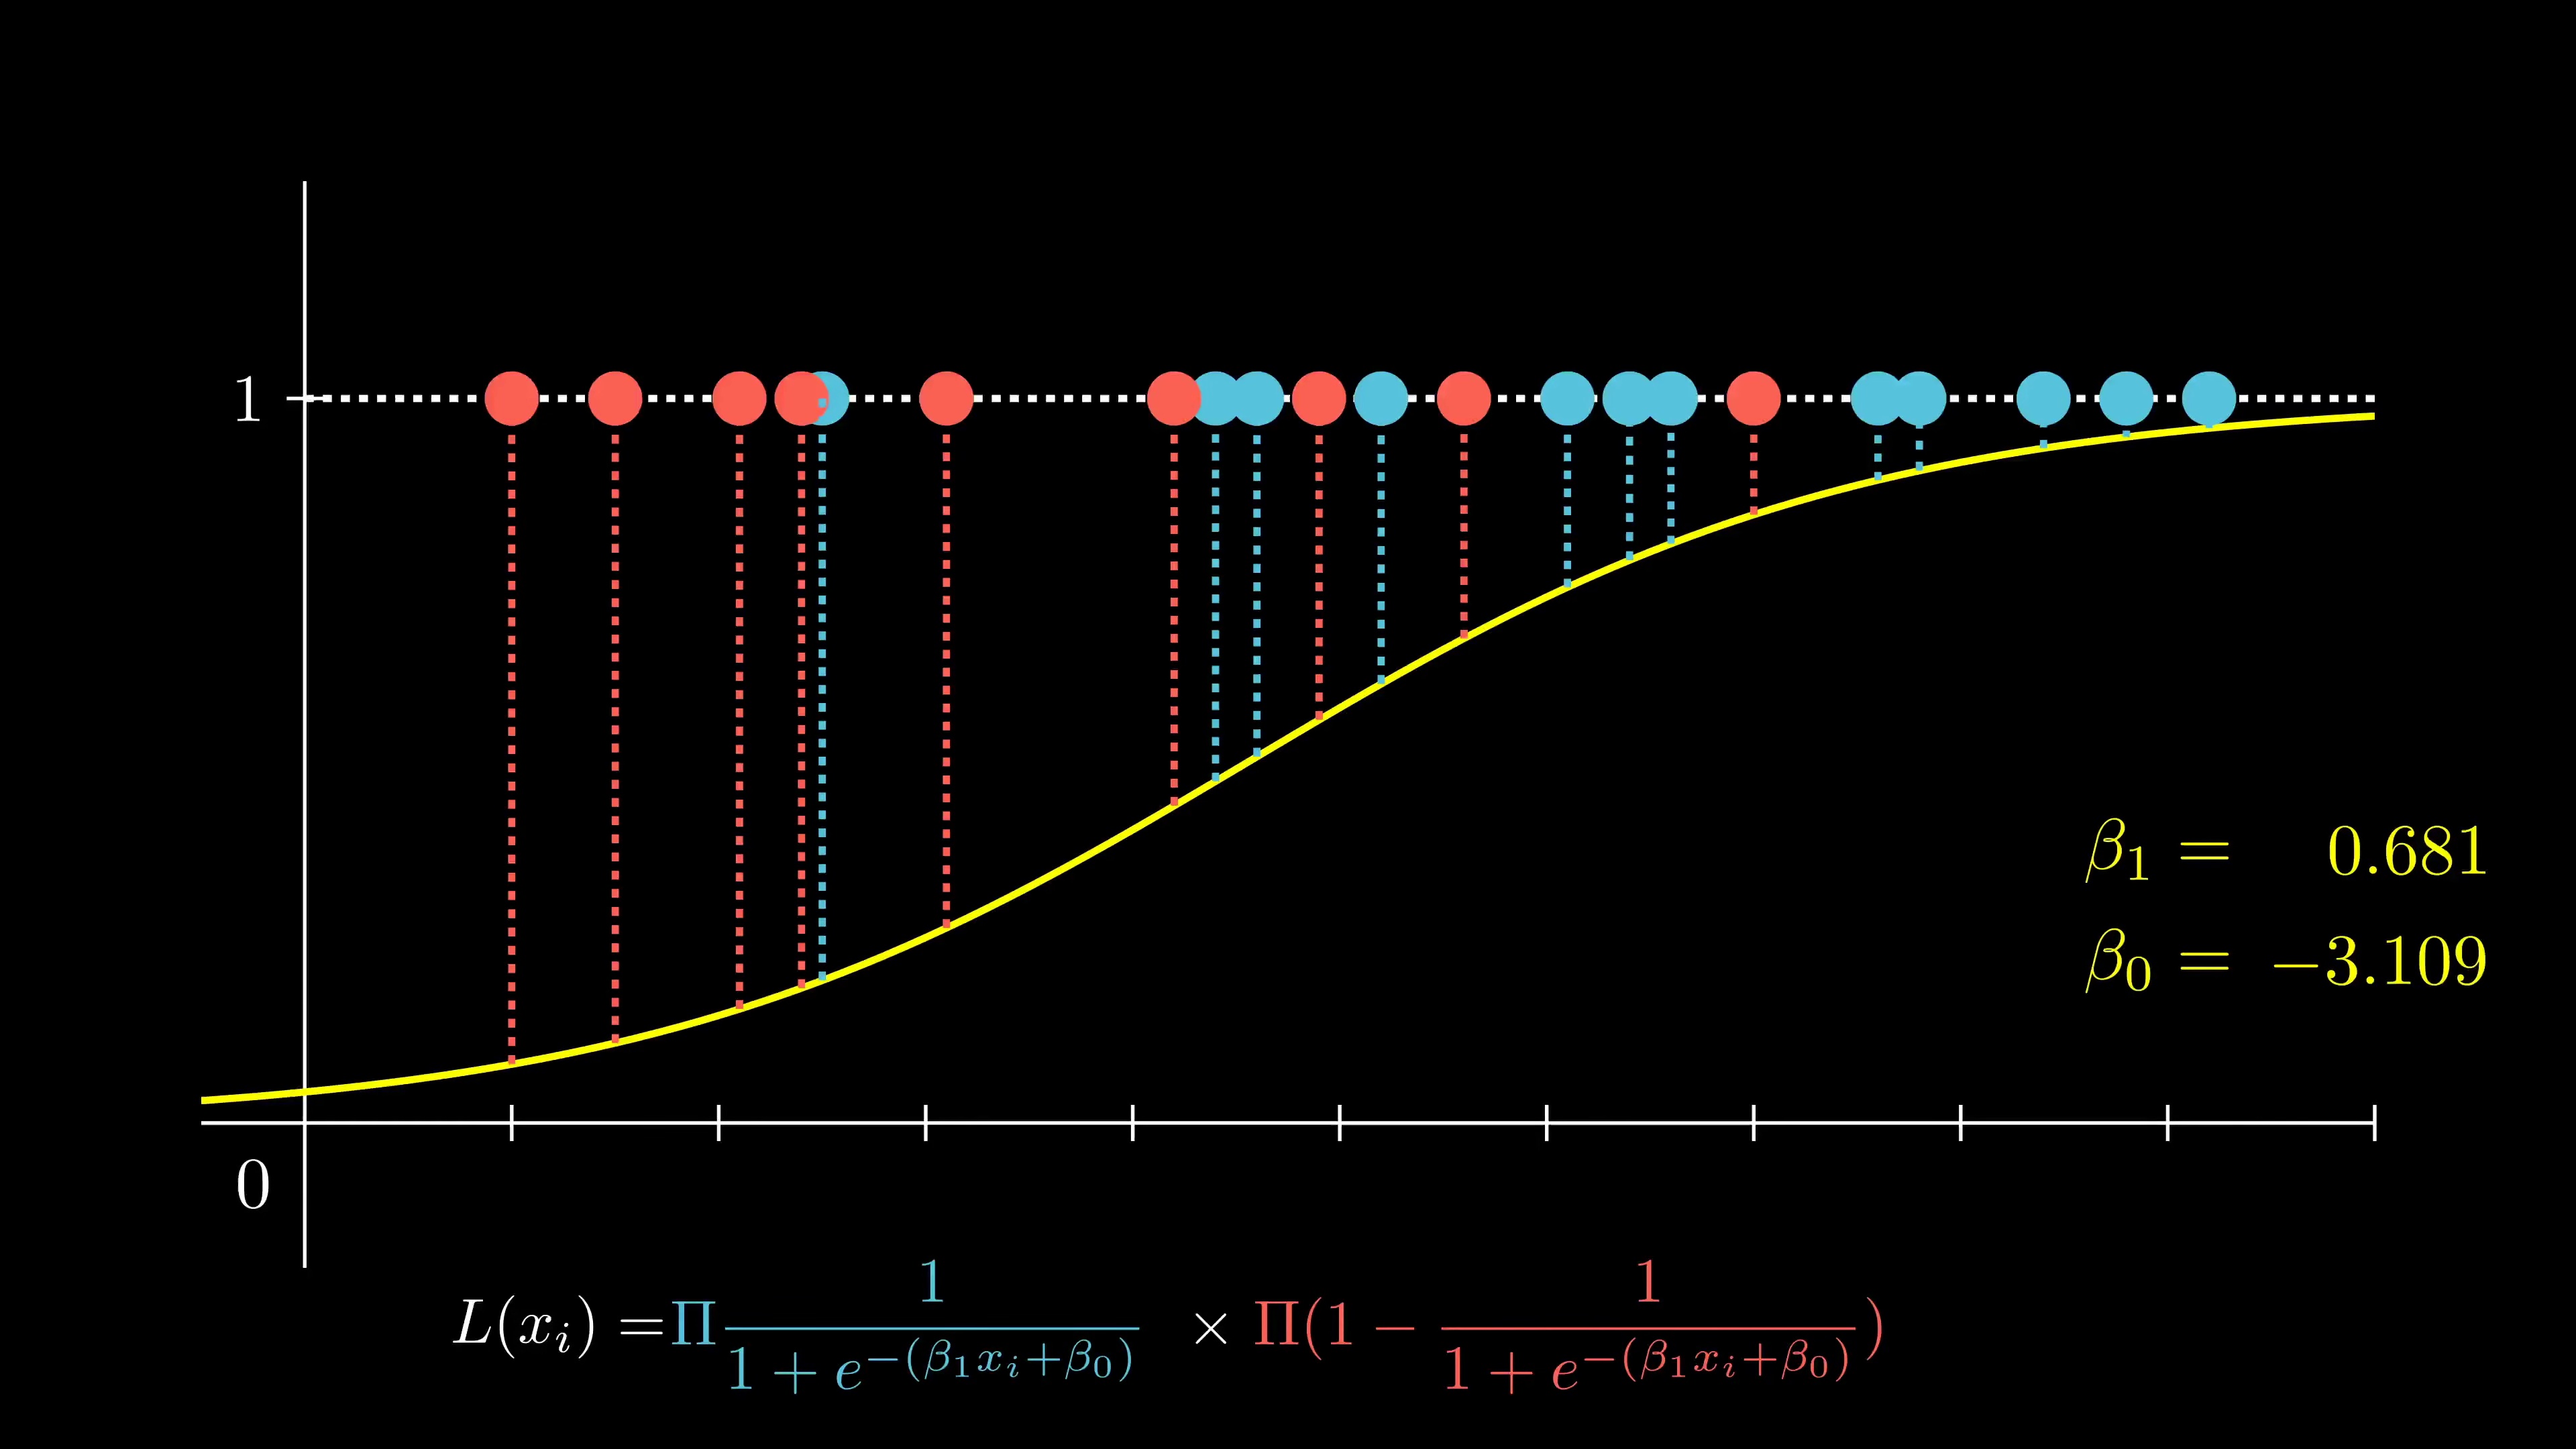 1
β₁ = 0.681
β₀ = −3.109
0
L(xᵢ) = Π 1/(1 + e^{−(β₁xᵢ+β₀)}) × Π(1 − 1/(1 + e^{−(β₁xᵢ+β₀)}))